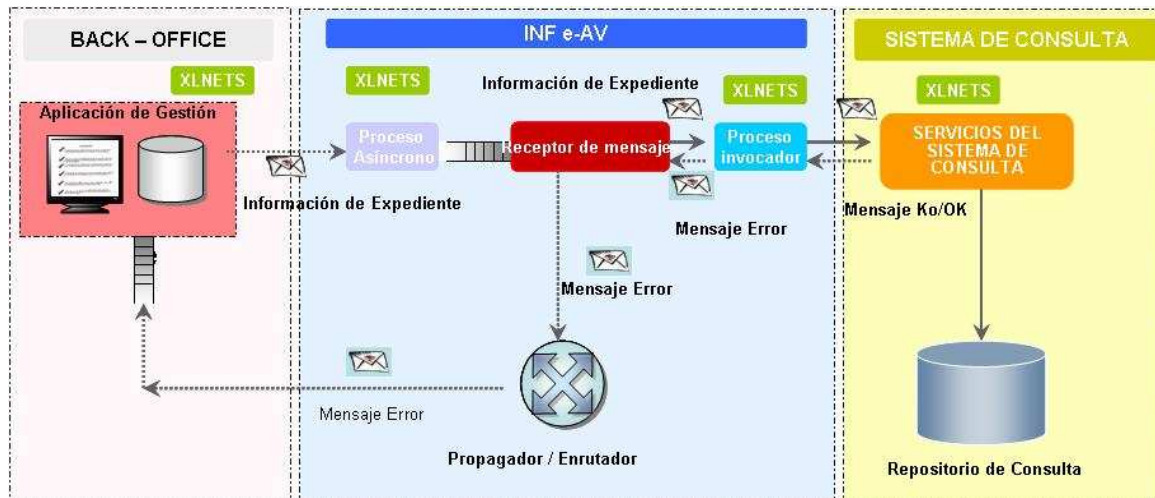 BACK – OFFICE
INF e-AV
SISTEMA DE CONSULTA
XLNETS
XLNETS
Información de Expediente
XLNETS
XLNETS
Aplicación de Gestión
Proceso
Asíncrono
Receptor de mensaje
Proceso
invocador
SERVICIOS DEL
SISTEMA DE
CONSULTA
Información de Expediente
Mensaje Error
Mensaje Ko/OK
Mensaje Error
Mensaje Error
Propagador / Enrutador
Repositorio de Consulta